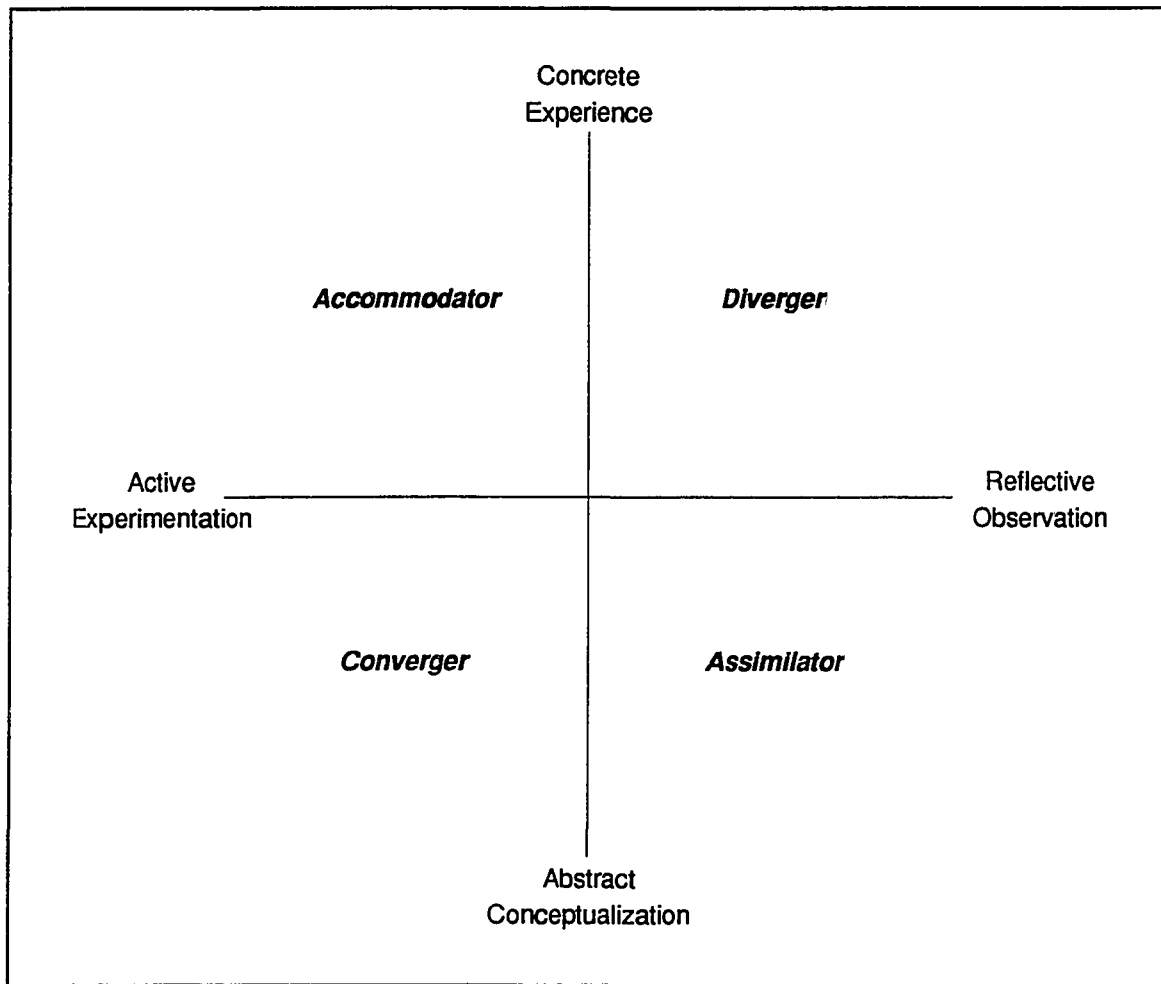 Concrete
Experience
Accommodator
Diverger
Active
Experimentation
Reflective
Observation
Converger
Assimilator
Abstract
Conceptualization